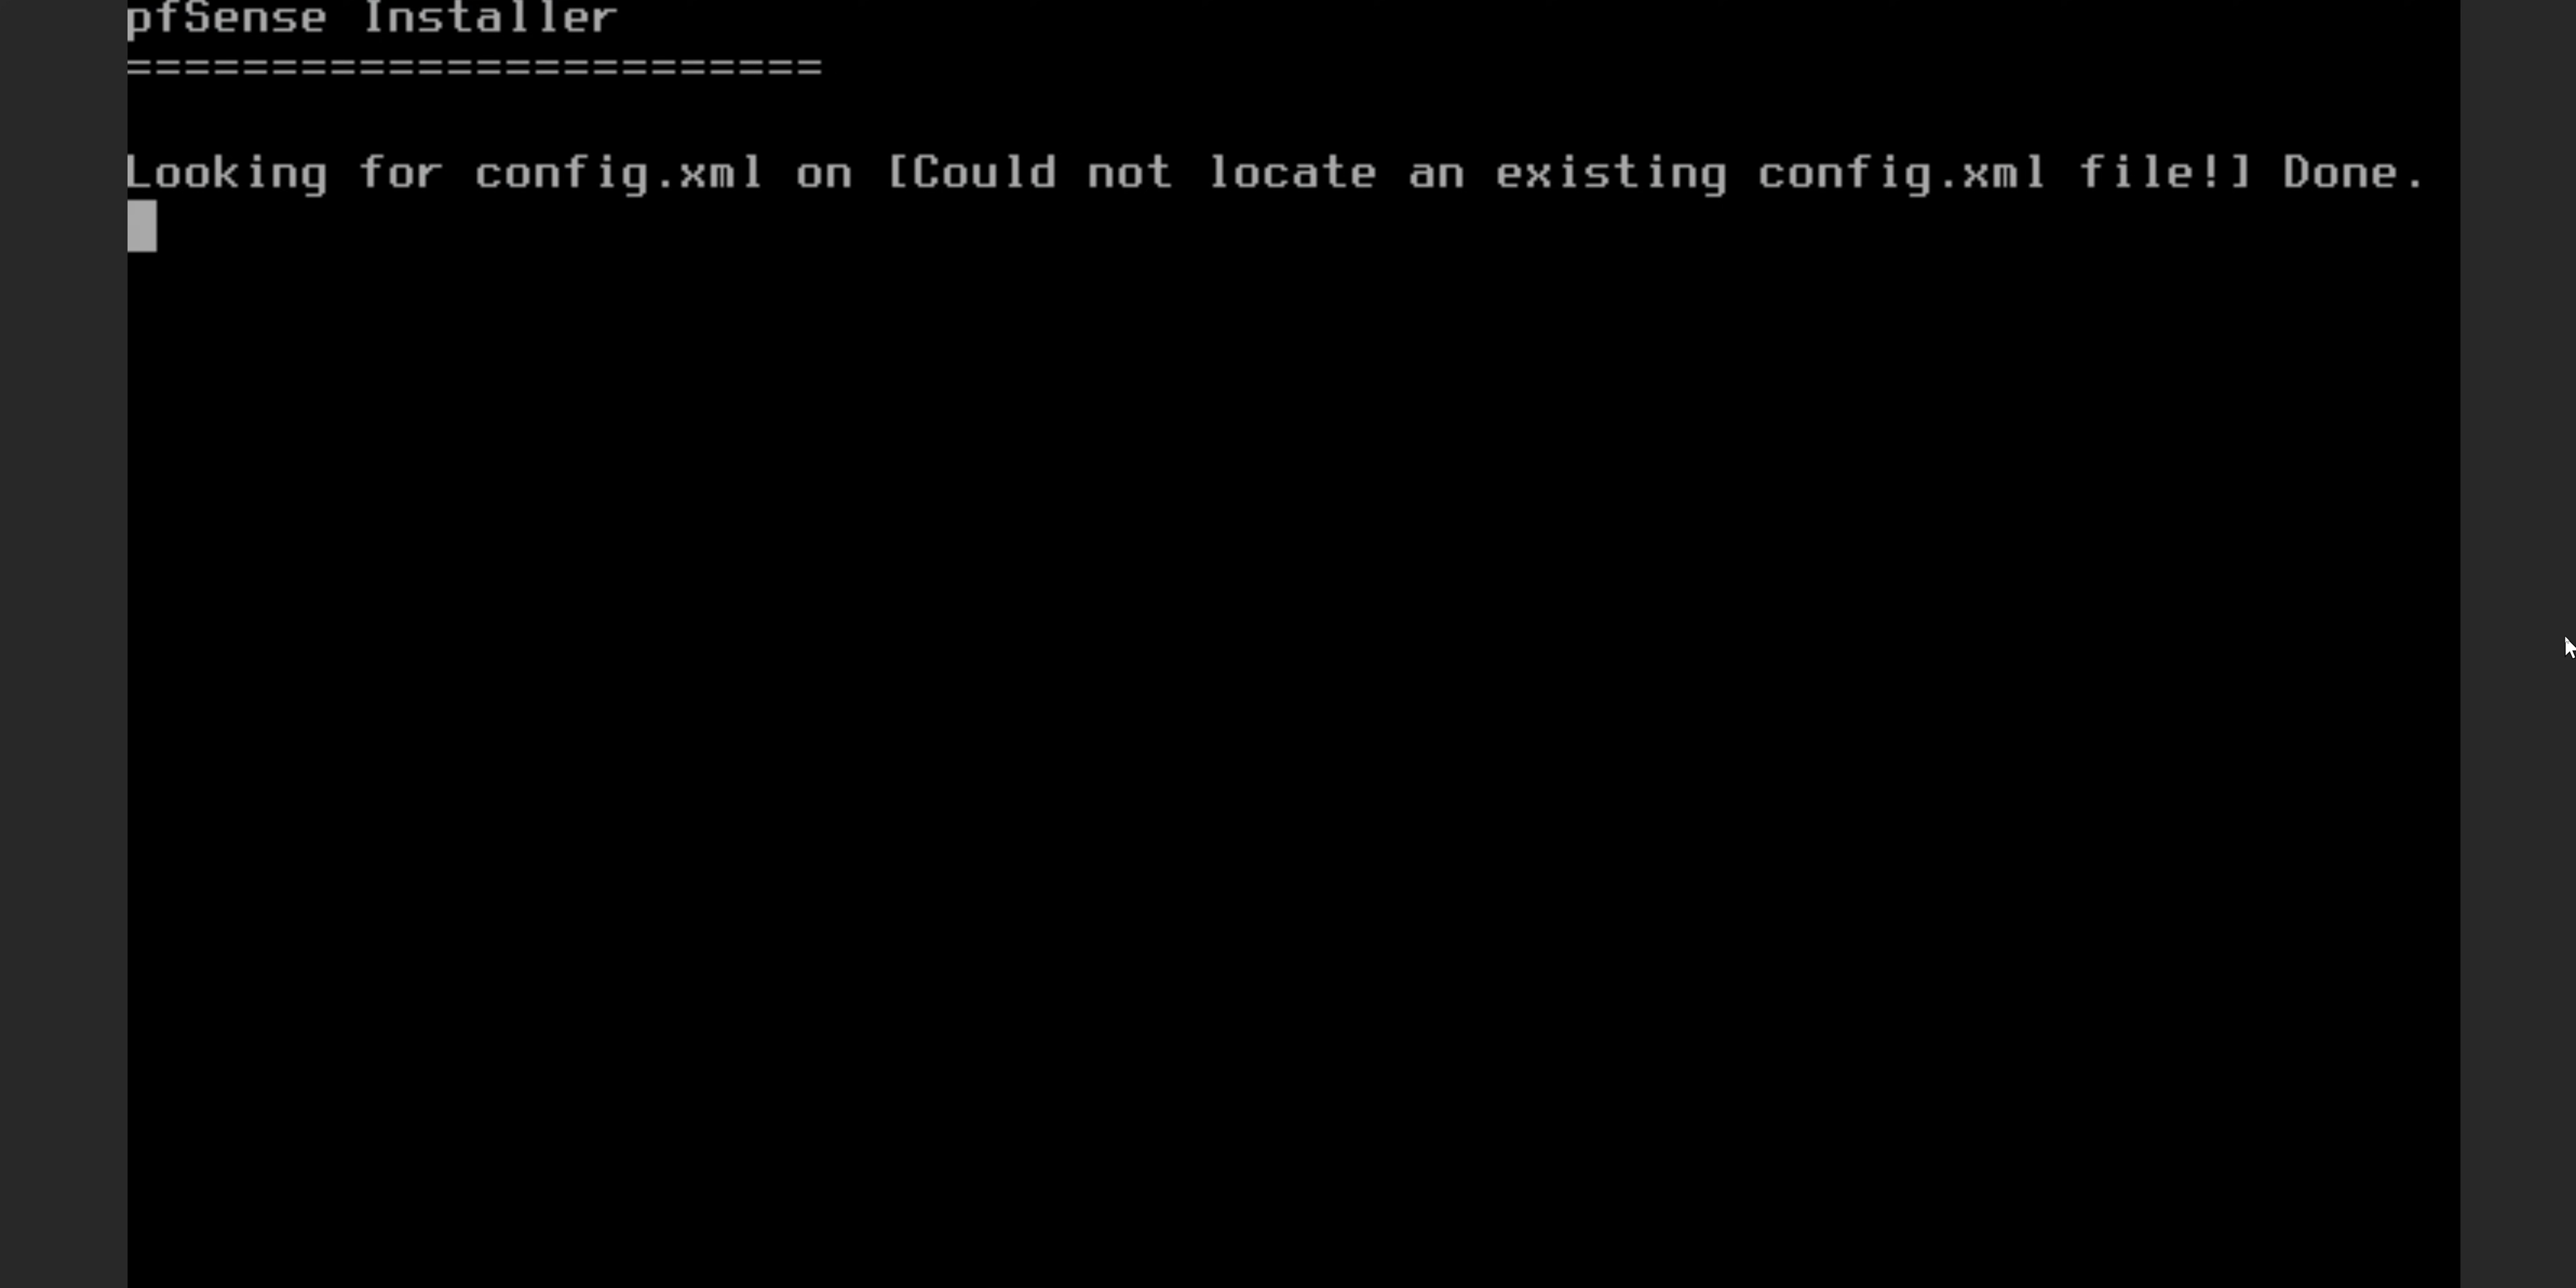 pfSense Installer
========================
Looking for config.xml on [Could not locate an existing config.xml file!] Done.